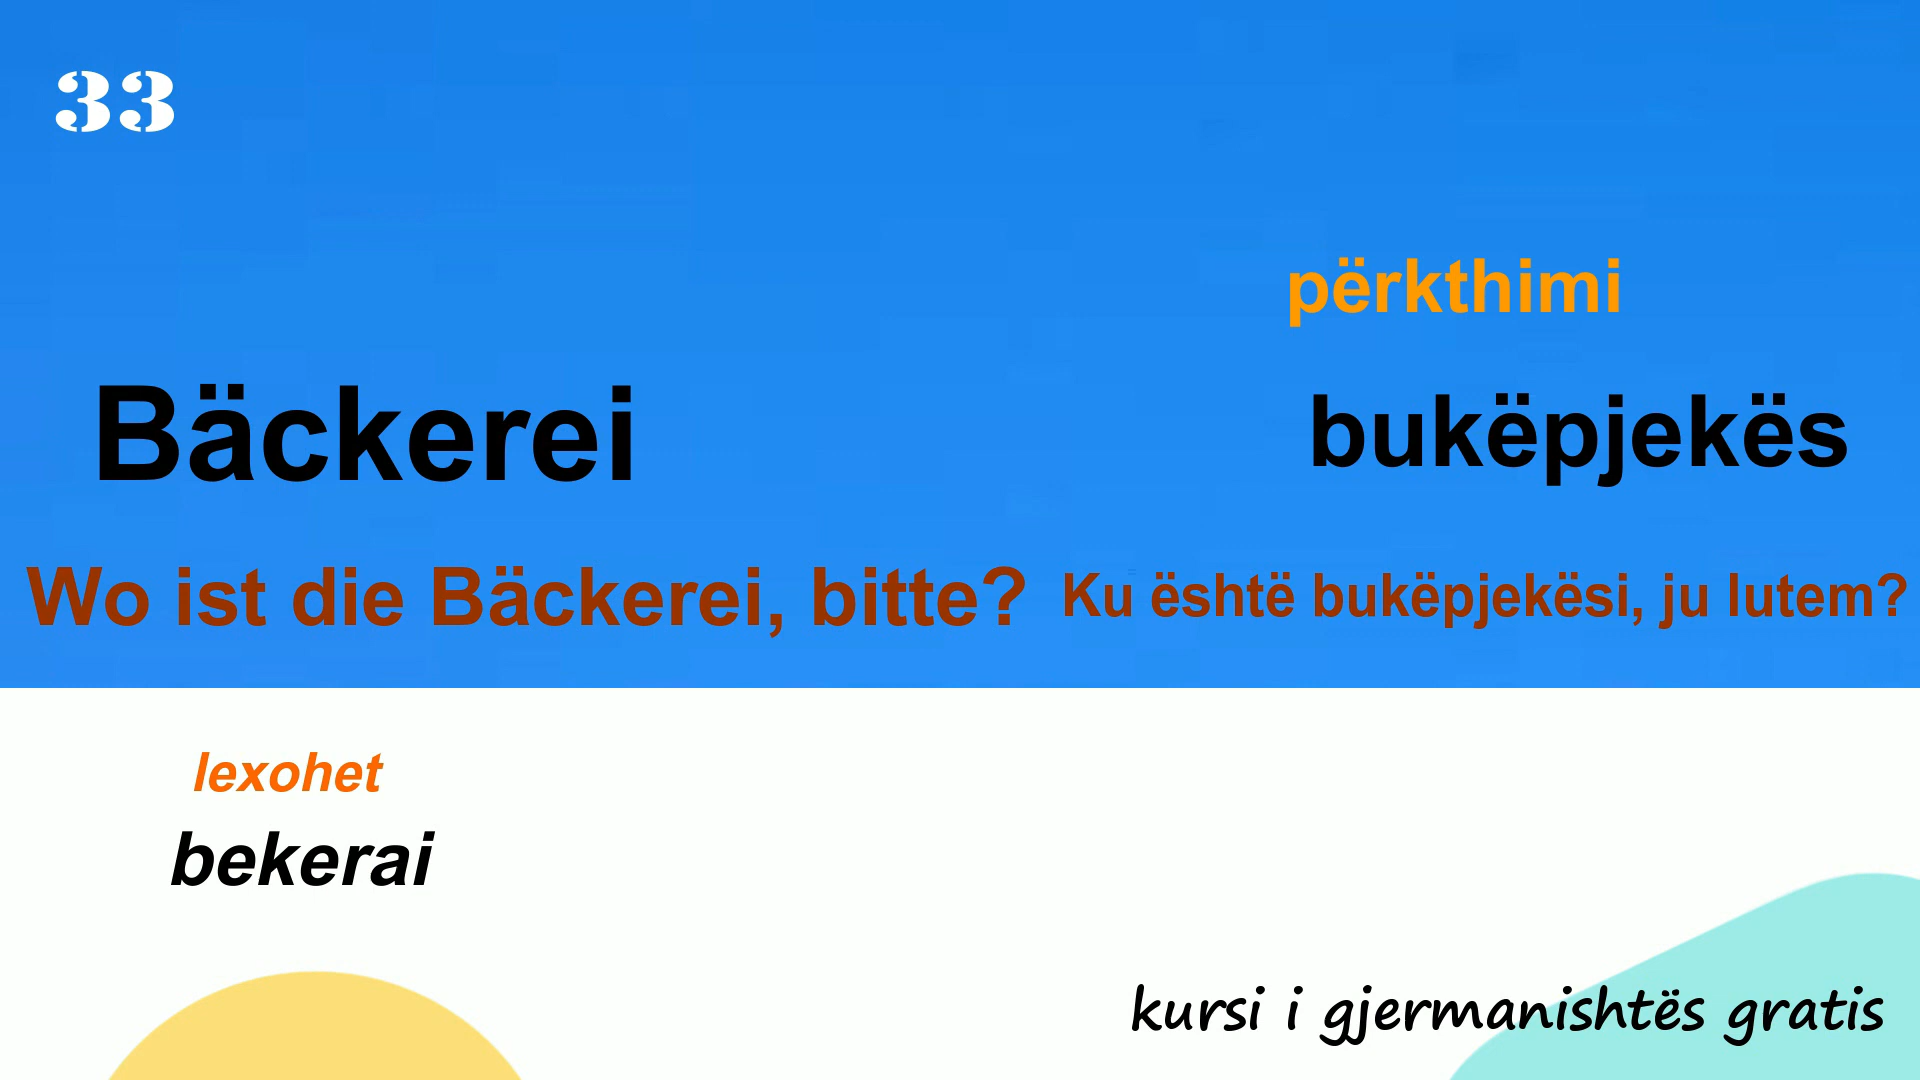 33
përkthimi
Bäckerei
bukëpjekës
Wo ist die Bäckerei, bitte?
Ku është bukëpjekësi, ju lutem?
lexohet
bekerai
kursi i gjermanishtës gratis